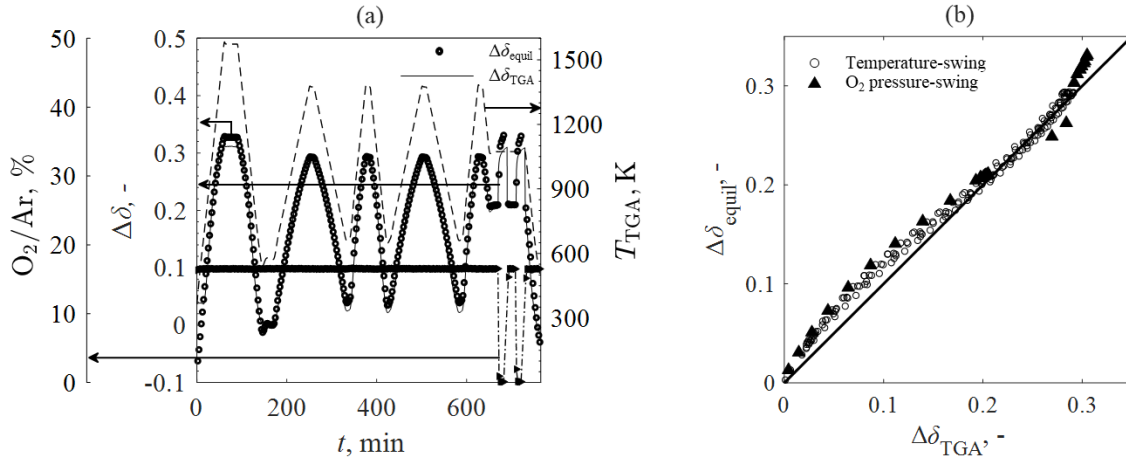 (a)
50
40
30
20
10
0
O₂/Ar, %
0.5
0.4
0.3
0.2
0.1
0
-0.1
Δδ, -
Δδequil
ΔδTGA
1500
1200
900
600
300
TTGA, K
0
200
400
600
t, min
(b)
Temperature-swing
O₂ pressure-swing
0.3
0.2
0.1
0
Δδequil, -
0
0.1
0.2
0.3
ΔδTGA, -